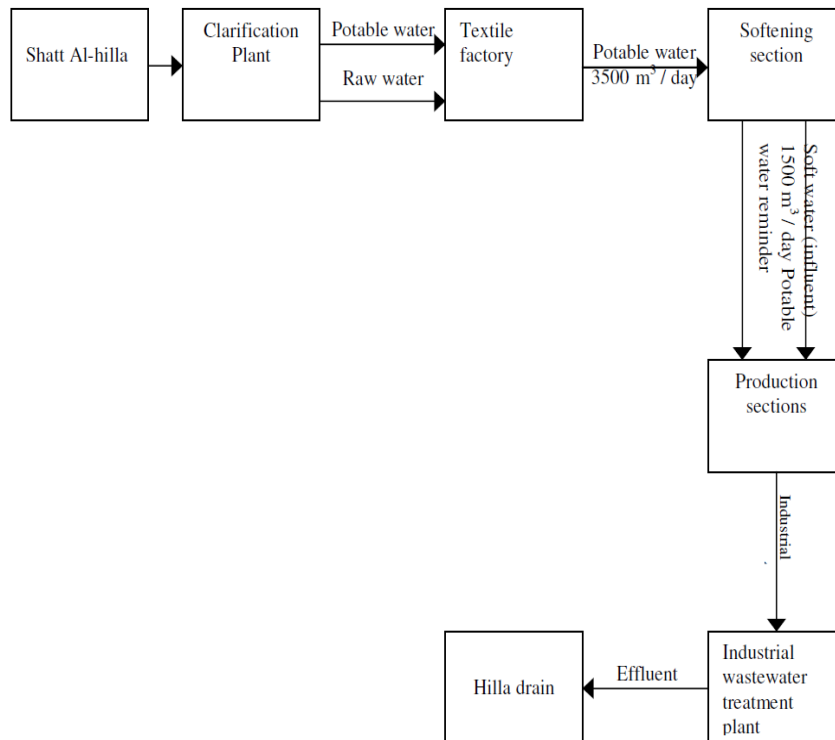 Shatt Al-hilla
Clarification
Plant
Potable water
Raw water
Textile
factory
Potable water
3500 m³ / day
Softening
section
Soft water (influent)
1500 m³ / day Potable
water reminder
Production
sections
Industrial
Industrial
wastewater
treatment
plant
Effluent
Hilla drain